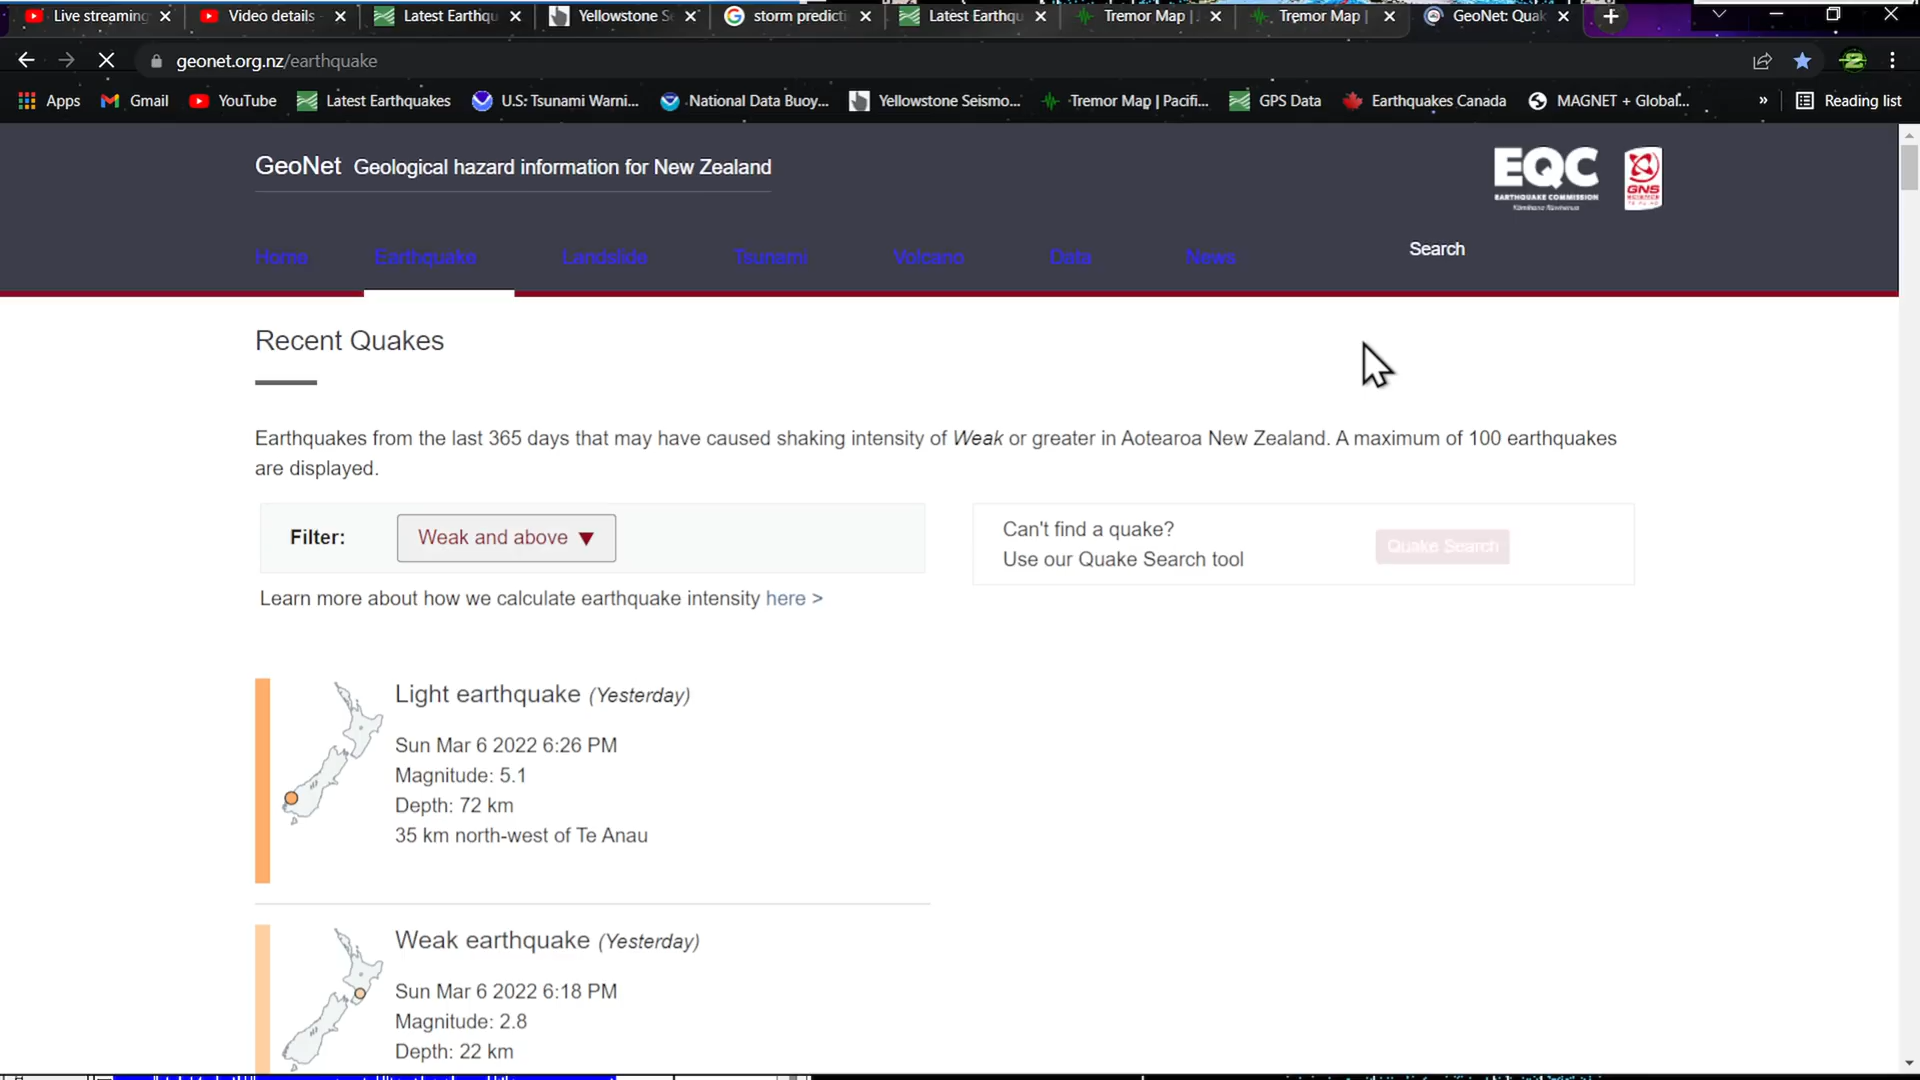 Live streaming
Video details
Latest Earthqu
Yellowstone Se
storm predicti
Latest Earthqu
Tremor Map |
Tremor Map |
GeoNet: Quak
geonet.org.nz/earthquake
Apps
Gmail
YouTube
Latest Earthquakes
U.S. Tsunami Warni...
National Data Buoy...
Yellowstone Seismo...
Tremor Map | Pacifi...
GPS Data
Earthquakes Canada
MAGNET + Global...
»
Reading list
GeoNet Geological hazard information for New Zealand
EQC
EARTHQUAKE COMMISSION
GNS
SCIENCE
Home
Earthquake
Landslide
Tsunami
Volcano
Data
News
Search
Recent Quakes
Earthquakes from the last 365 days that may have caused shaking intensity of Weak or greater in Aotearoa New Zealand. A maximum of 100 earthquakes
are displayed.
Filter:
Weak and above ▼
Can't find a quake?
Use our Quake Search tool
Quake Search
Learn more about how we calculate earthquake intensity here >
Light earthquake (Yesterday)
Sun Mar 6 2022 6:26 PM
Magnitude: 5.1
Depth: 72 km
35 km north-west of Te Anau
Weak earthquake (Yesterday)
Sun Mar 6 2022 6:18 PM
Magnitude: 2.8
Depth: 22 km